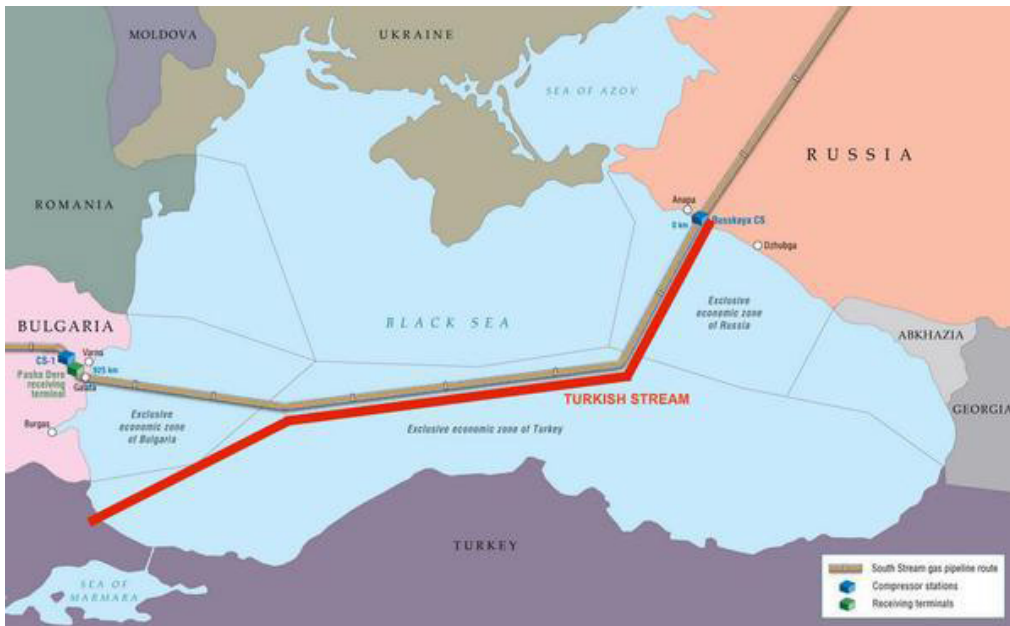 MOLDOVA
UKRAINE
SEA OF AZOV
RUSSIA
ROMANIA
Anapa
0 km
Russkaya CS
Dzhubga
Exclusive
economic zone
of Russia
BLACK SEA
BULGARIA
ABKHAZIA
CS-1
Varna
Pasha Dere
receiving
terminal
925 km
Galata
TURKISH STREAM
GEORGIA
Burgas
Exclusive
economic zone
of Bulgaria
Exclusive economic zone of Turkey
TURKEY
SEA OF
MARMARA
South Stream gas pipeline route
Compressor stations
Receiving terminals